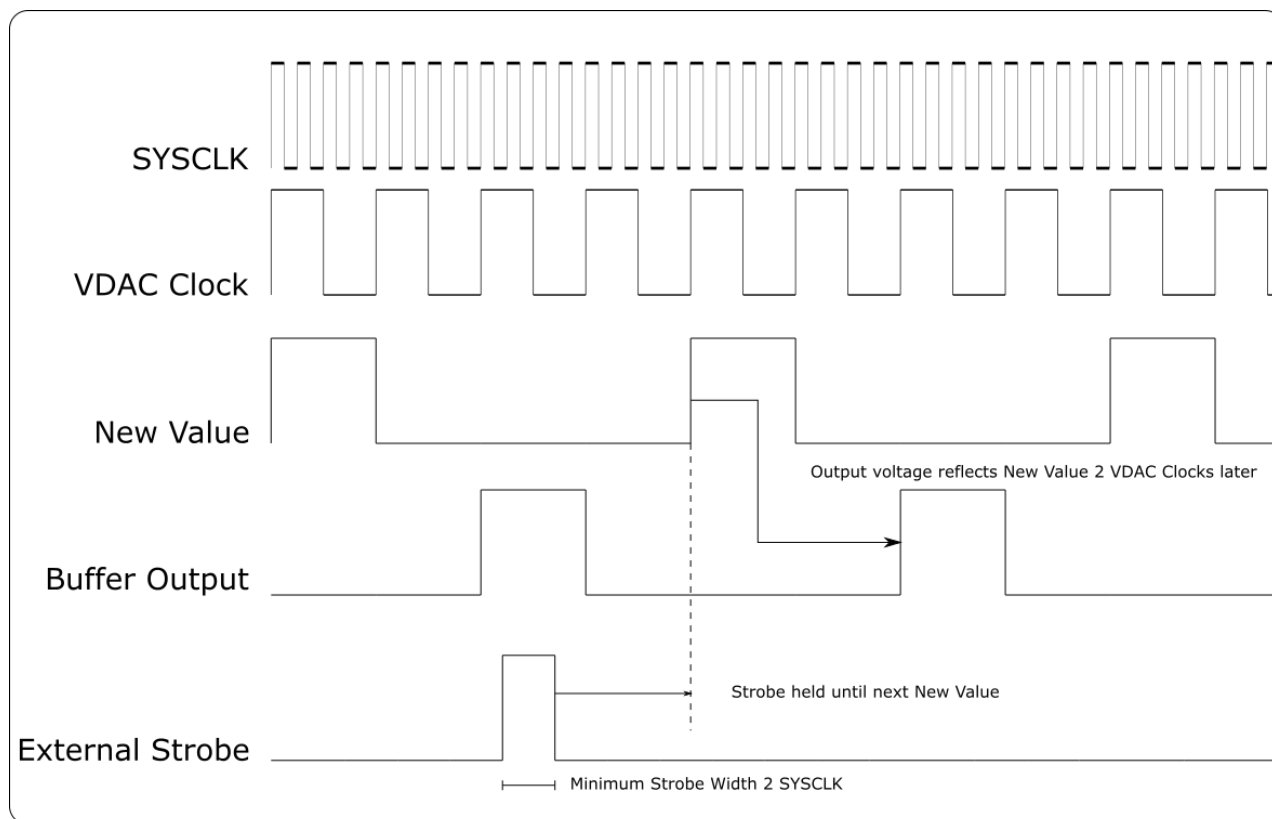 SYSCLK
VDAC Clock
New Value
Output voltage reflects New Value 2 VDAC Clocks later
Buffer Output
Strobe held until next New Value
External Strobe
Minimum Strobe Width 2 SYSCLK